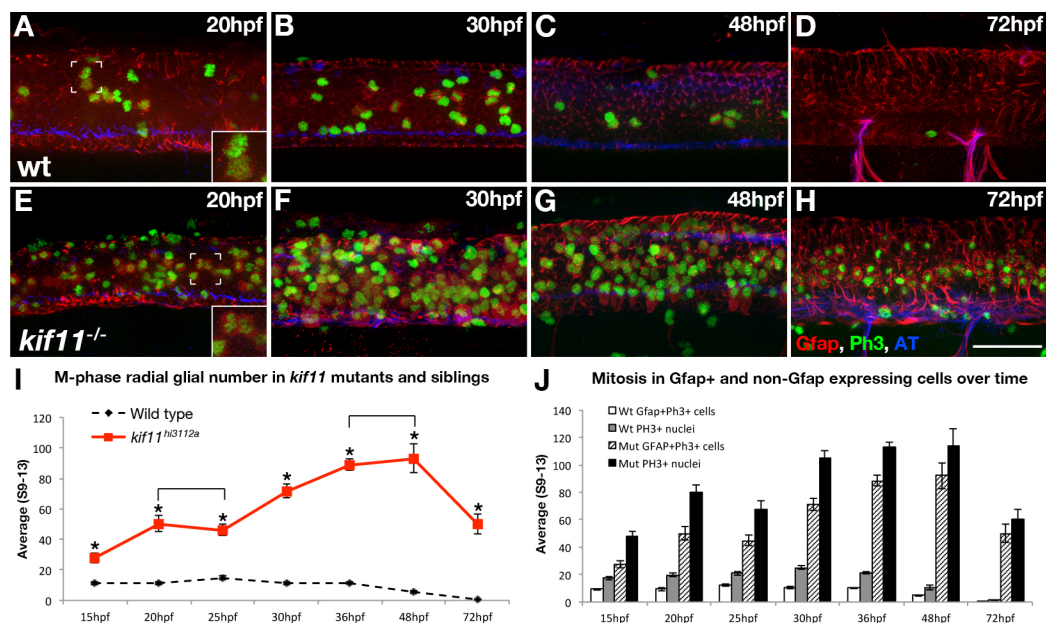 A 20hpf
B 30hpf
C 48hpf
D 72hpf
wt
E 20hpf
F 30hpf
G 48hpf
H 72hpf
kif11-/-
Gfap, Ph3, AT
I M-phase radial glial number in kif11 mutants and siblings
Wild type
kif11hi3112a
Average (S9-13)
120
100
80
60
40
20
0
* * * * * * *
15hpf 20hpf 25hpf 30hpf 36hpf 48hpf 72hpf
J Mitosis in Gfap+ and non-Gfap expressing cells over time
Wt Gfap+Ph3+ cells
Wt PH3+ nuclei
Mut GFAP+Ph3+ cells
Mut PH3+ nuclei
Average (S9-13)
140
120
100
80
60
40
20
0
15hpf 20hpf 25hpf 30hpf 36hpf 48hpf 72hpf